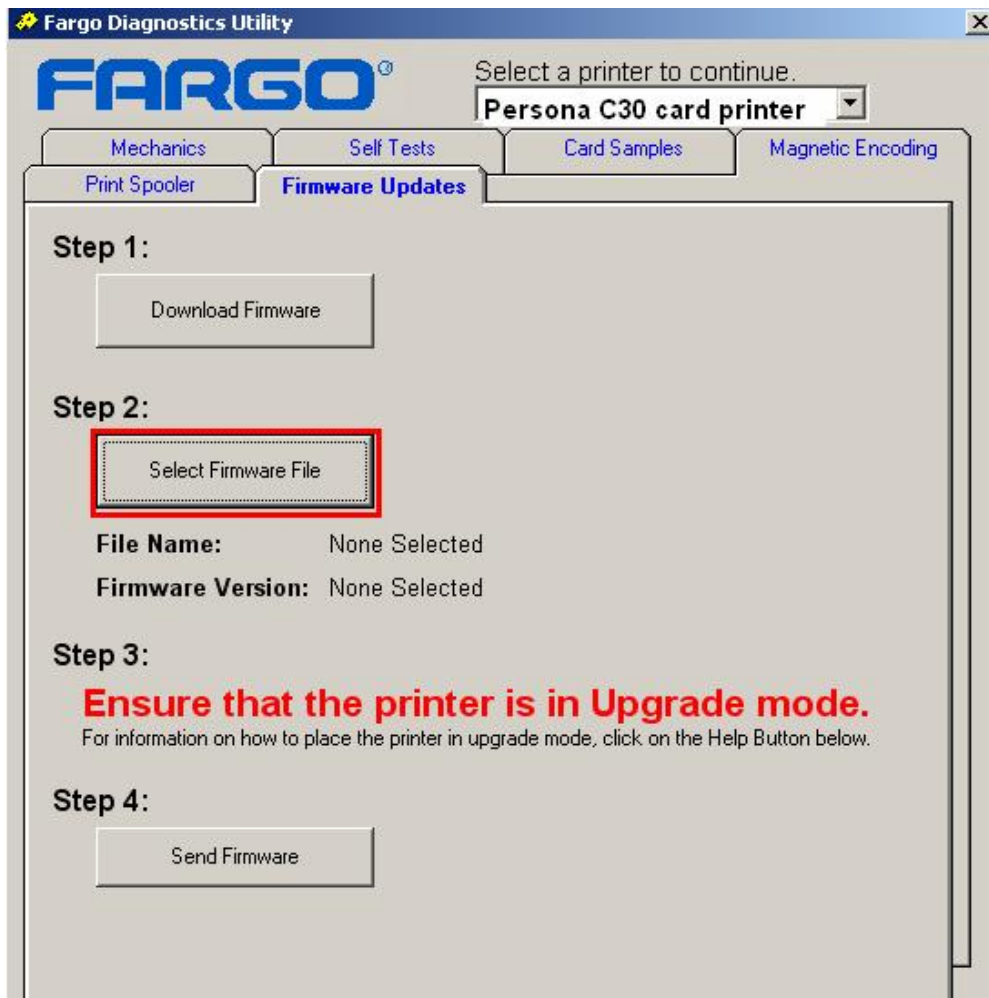 Fargo Diagnostics Utility
FARGO®
Select a printer to continue.
Persona C30 card printer
Mechanics
Self Tests
Card Samples
Magnetic Encoding
Print Spooler
Firmware Updates
Step 1:
Download Firmware
Step 2:
Select Firmware File
File Name: None Selected
Firmware Version: None Selected
Step 3:
Ensure that the printer is in Upgrade mode.
For information on how to place the printer in upgrade mode, click on the Help Button below.
Step 4:
Send Firmware